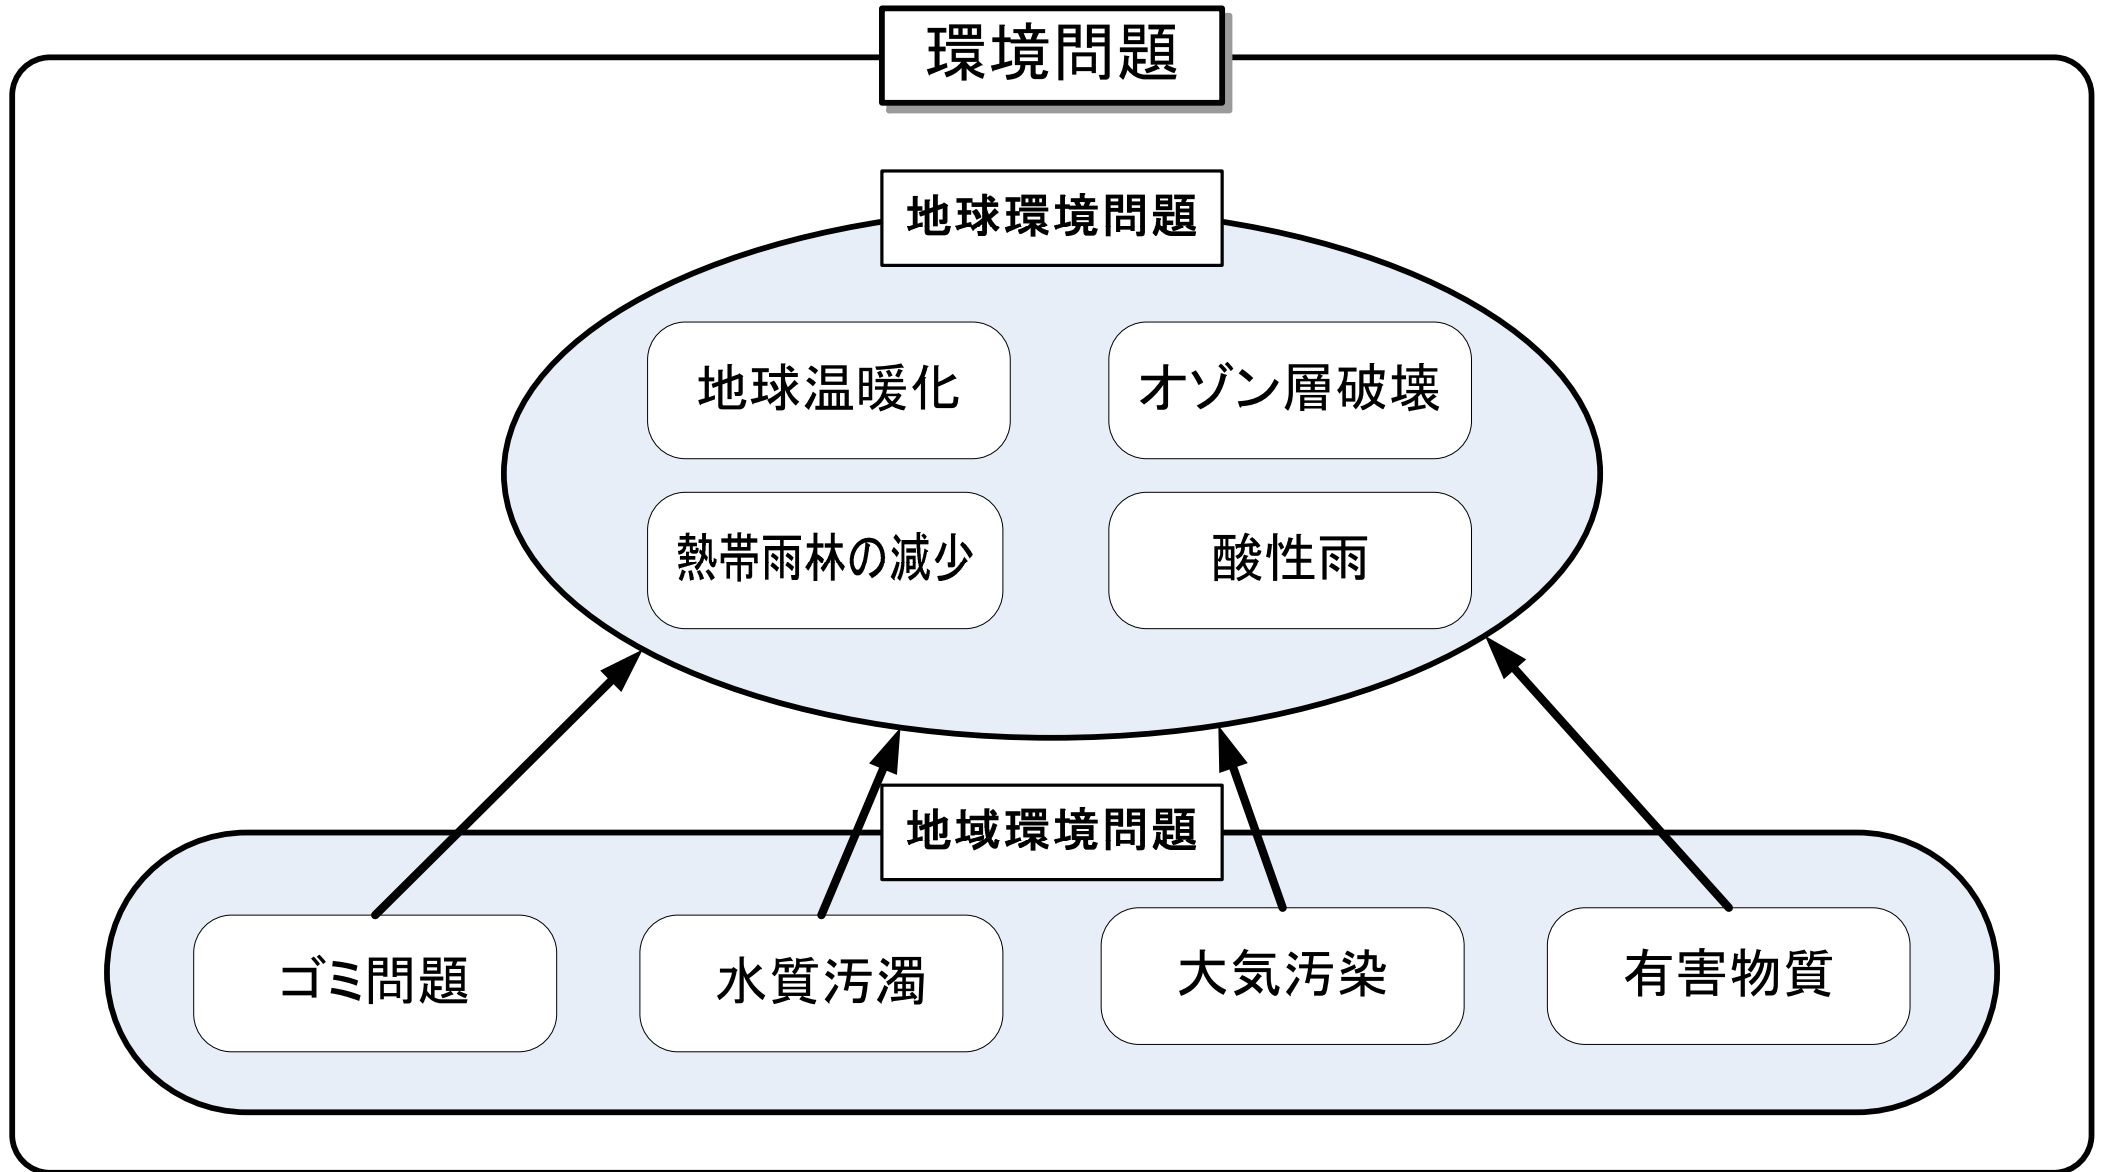 環境問題
地球環境問題
地球温暖化
オゾン層破壊
熱帯雨林の減少
酸性雨
地域環境問題
ゴミ問題
水質汚濁
大気汚染
有害物質